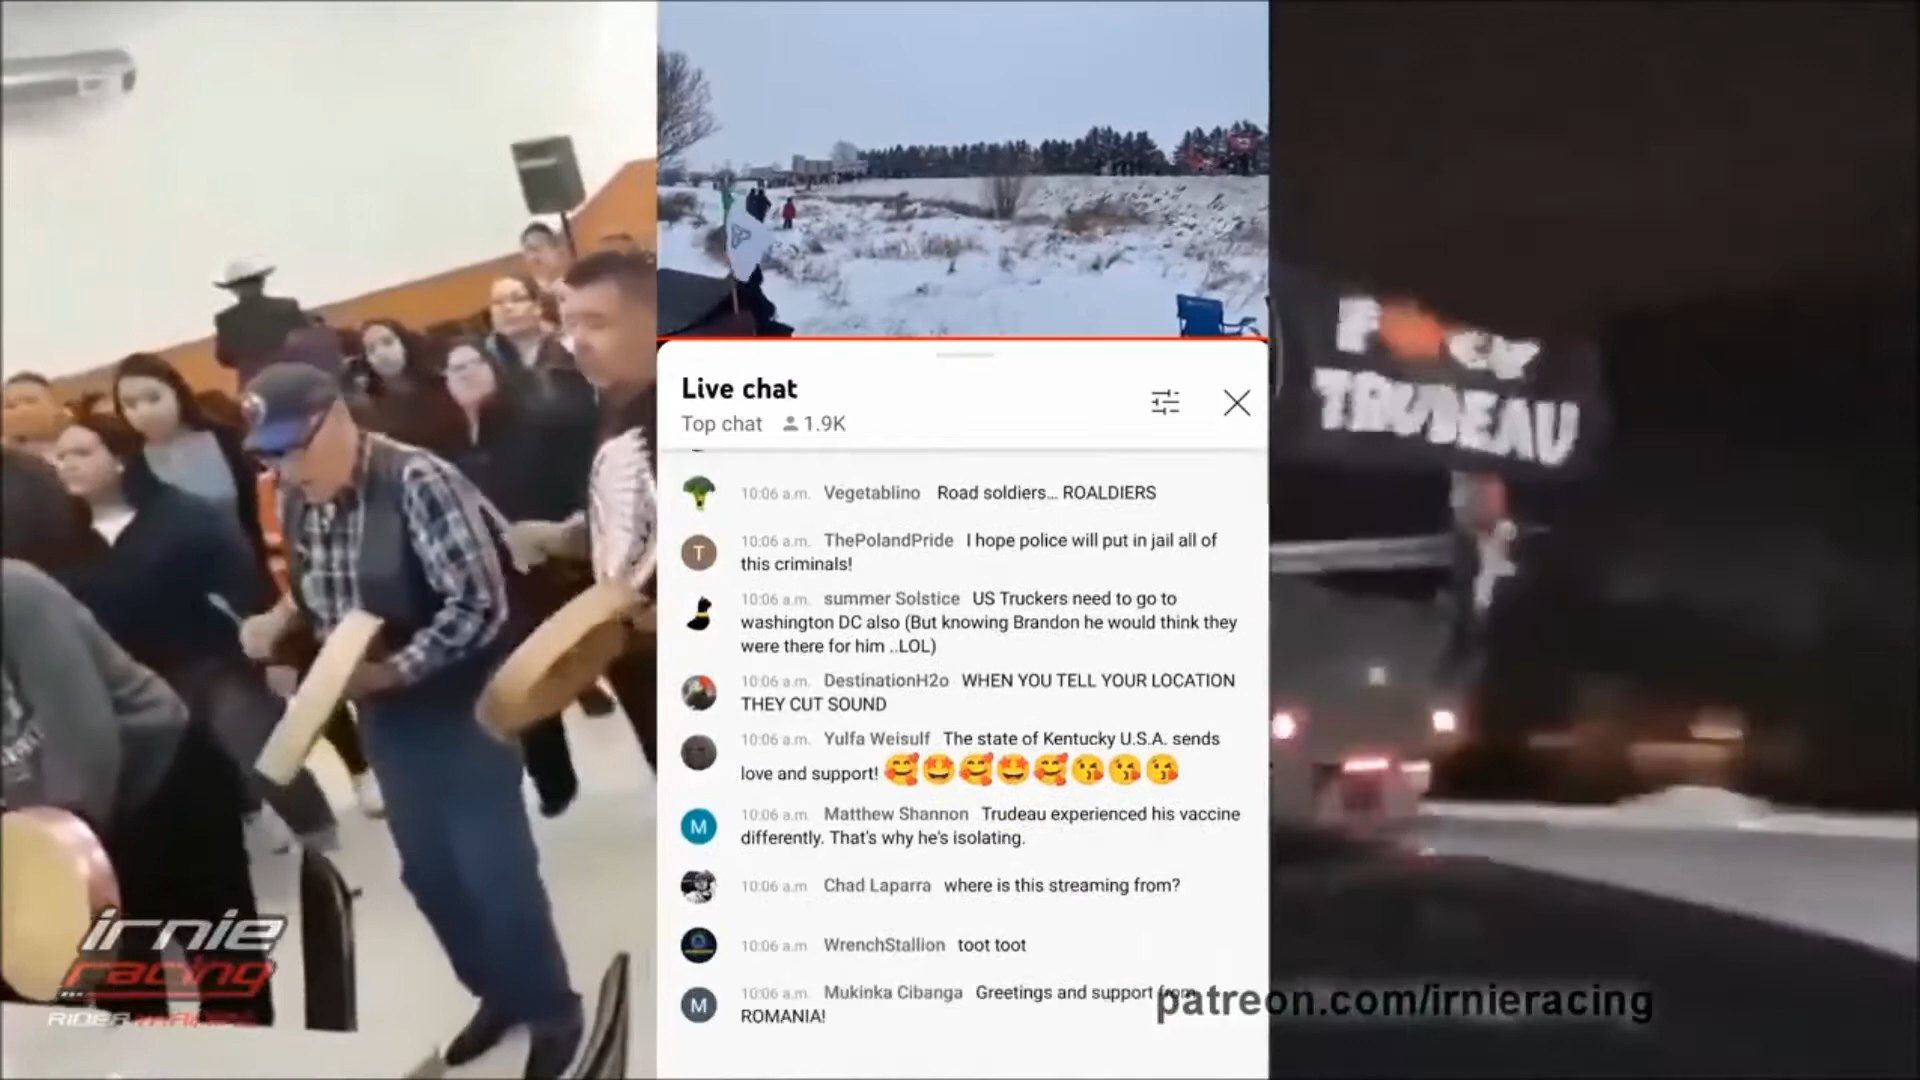 F CK
TRUDEAU
Live chat
Top chat 1.9K
10:06 a.m. Vegetablino Road soldiers... ROALDIERS
T 10:06 a.m. ThePolandPride I hope police will put in jail all of
this criminals!
10:06 a.m. summer Solstice US Truckers need to go to
washington DC also (But knowing Brandon he would think they
were there for him ..LOL)
10:06 a.m. DestinationH2o WHEN YOU TELL YOUR LOCATION
THEY CUT SOUND
10:06 a.m. Yulfa Weisulf The state of Kentucky U.S.A. sends
love and support! 🥰🤩🥰🤩🥰😘😘😘
M 10:06 a.m. Matthew Shannon Trudeau experienced his vaccine
differently. That's why he's isolating.
10:06 a.m Chad Laparra where is this streaming from?
10:06 a.m WrenchStallion toot toot
M 10:06 a.m. Mukinka Cibanga Greetings and support from
ROMANIA!
irnie
racing
RIDER TRAINING
patreon.com/irnieracing